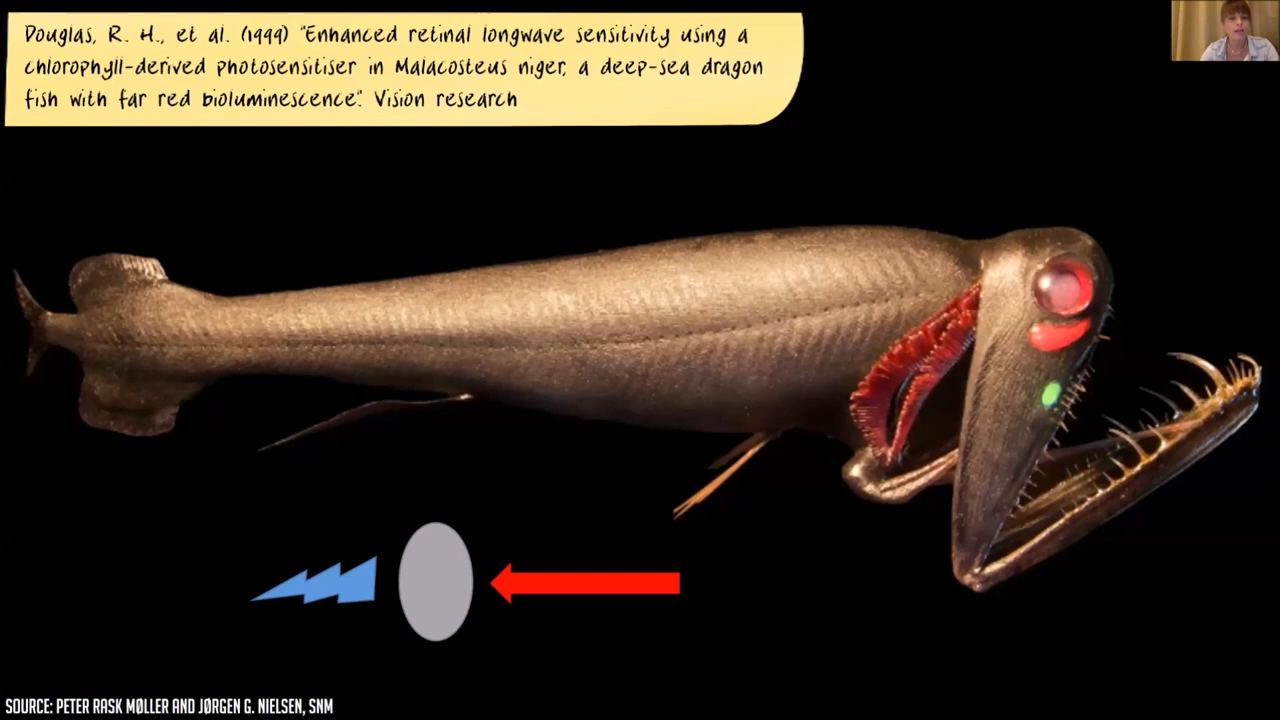 Douglas, R. H., et al. (1999) "Enhanced retinal longwave sensitivity using a
chlorophyll-derived photosensitiser in Malacosteus niger, a deep-sea dragon
fish with far red bioluminescence". Vision research
SOURCE: PETER RASK MØLLER AND JØRGEN G. NIELSEN, SNM